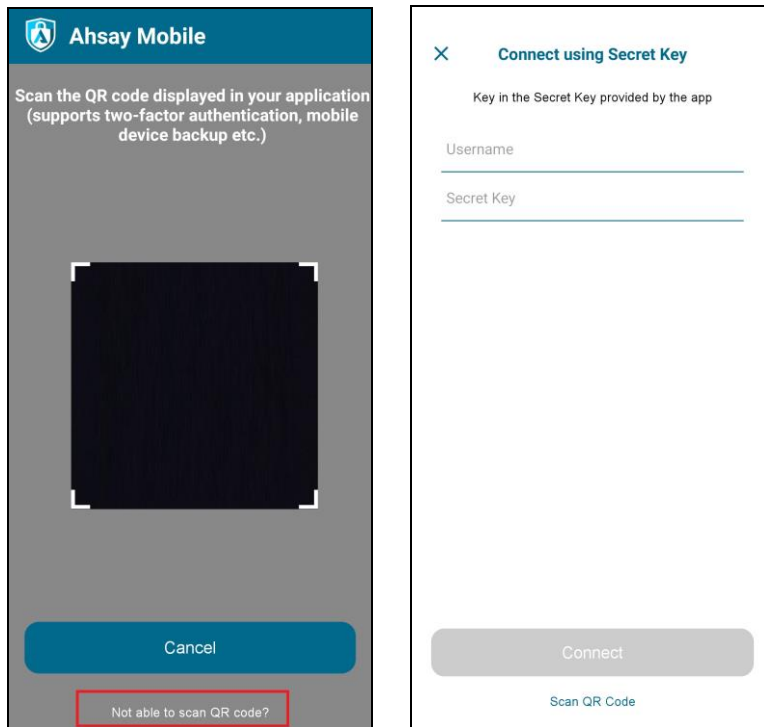 Ahsay Mobile
Scan the QR code displayed in your application
(supports two-factor authentication, mobile
device backup etc.)
Cancel
Not able to scan QR code?
Connect using Secret Key
Key in the Secret Key provided by the app
Username
Secret Key
Connect
Scan QR Code